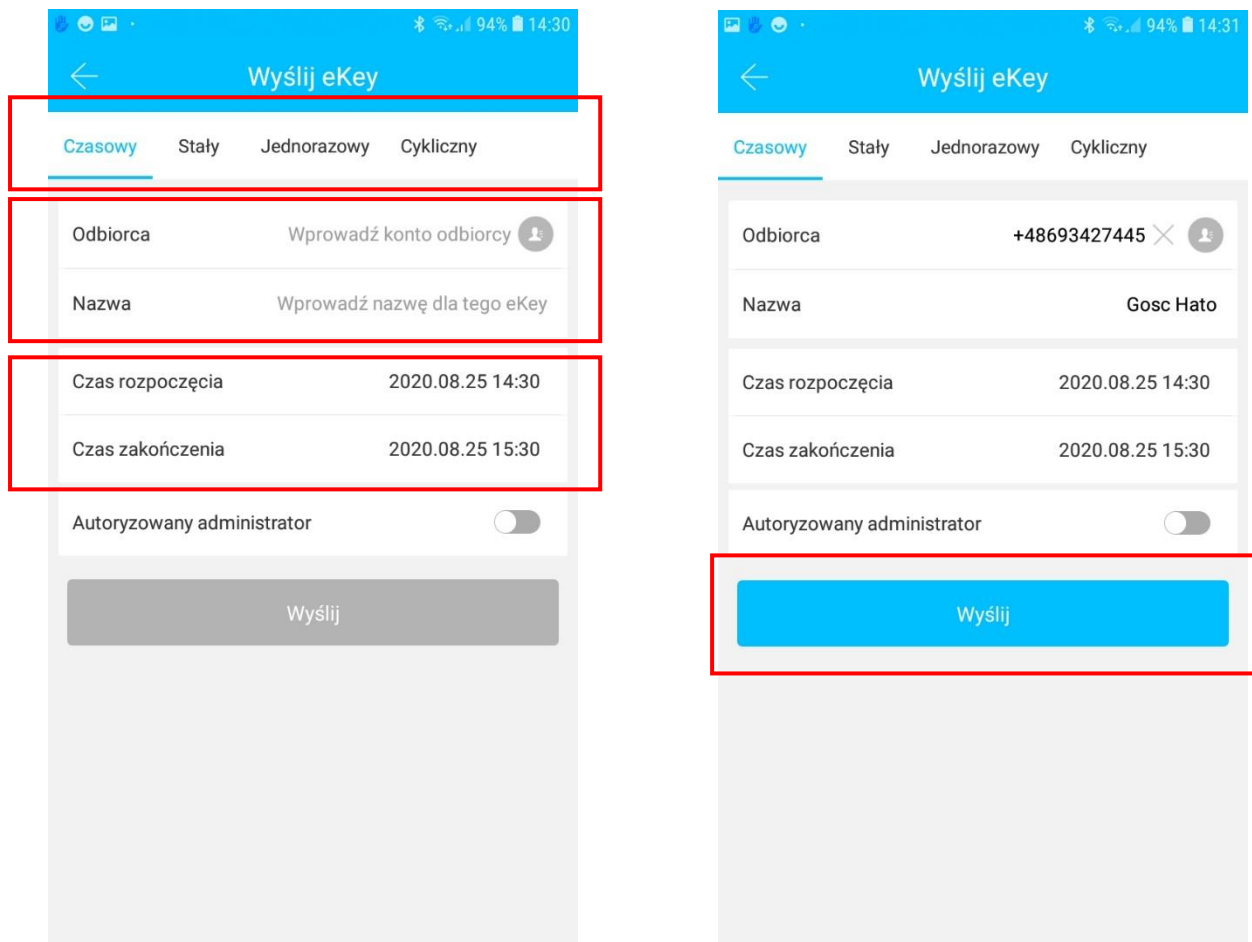 94% 14:30
Wyślij eKey
Czasowy Stały Jednorazowy Cykliczny
Odbiorca Wprowadź konto odbiorcy
Nazwa Wprowadź nazwę dla tego eKey
Czas rozpoczęcia 2020.08.25 14:30
Czas zakończenia 2020.08.25 15:30
Autoryzowany administrator
Wyślij
94% 14:31
Wyślij eKey
Czasowy Stały Jednorazowy Cykliczny
Odbiorca +48693427445
Nazwa Gosc Hato
Czas rozpoczęcia 2020.08.25 14:30
Czas zakończenia 2020.08.25 15:30
Autoryzowany administrator
Wyślij